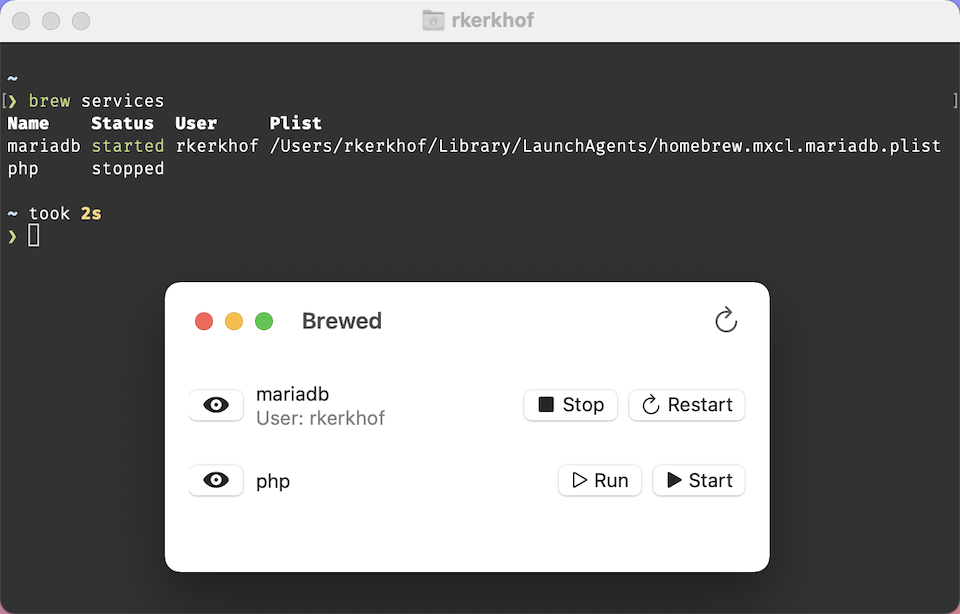 rkerkhof
~
[❯ brew services ]
Name Status User Plist
mariadb started rkerkhof /Users/rkerkhof/Library/LaunchAgents/homebrew.mxcl.mariadb.plist
php stopped
~ took 2s
❯
Brewed
mariadb
User: rkerkhof
Stop Restart
php
Run Start